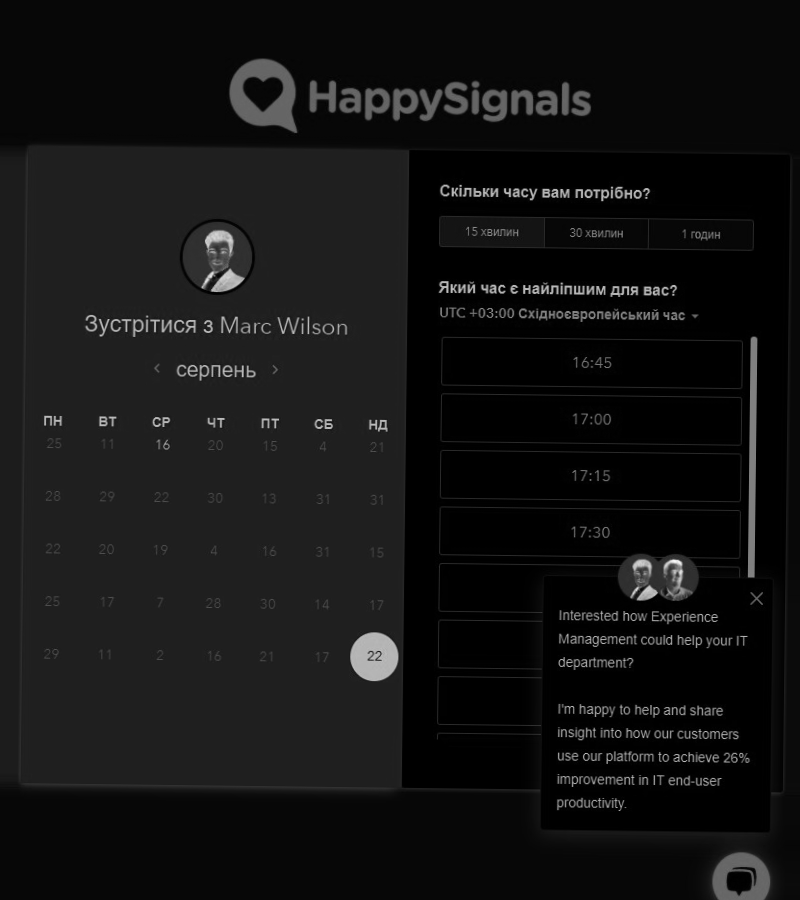 HappySignals
Зустрітися з Marc Wilson
серпень
ПН ВТ СР ЧТ ПТ СБ НД
25 11 16 20 15 4 21
28 29 22 30 13 31 31
22 20 19 4 16 31 15
25 17 7 28 30 14 17
29 11 2 16 21 17 22
Скільки часу вам потрібно?
15 хвилин 30 хвилин 1 годин
Який час є найліпшим для вас?
UTC +03:00 Східноєвропейський час
16:45
17:00
17:15
17:30
Interested how Experience
Management could help your IT
department?
I'm happy to help and share
insight into how our customers
use our platform to achieve 26%
improvement in IT end-user
productivity.